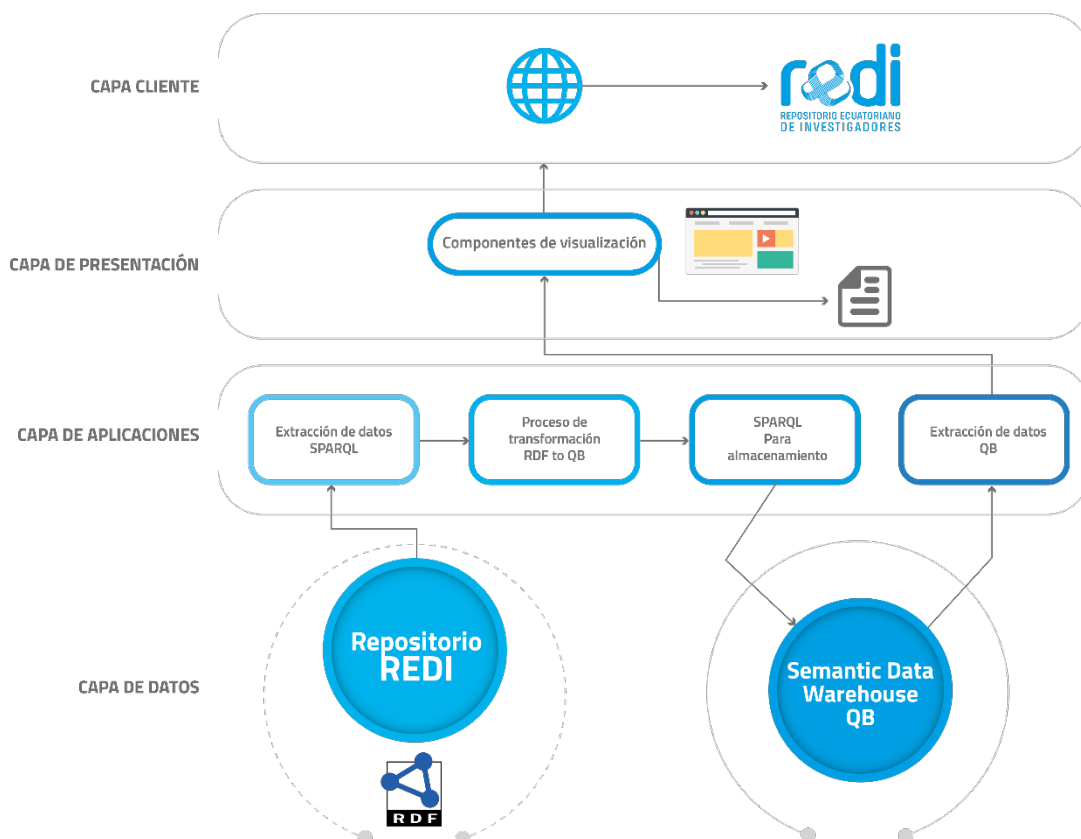 CAPA CLIENTE
redi
REPOSITORIO ECUATORIANO
DE INVESTIGADORES
CAPA DE PRESENTACIÓN
Componentes de visualización
CAPA DE APLICACIONES
Extracción de datos
SPARQL
Proceso de
transformación
RDF to QB
SPARQL
Para
almacenamiento
Extracción de datos
QB
CAPA DE DATOS
Repositorio
REDI
RDF
Semantic Data
Warehouse
QB